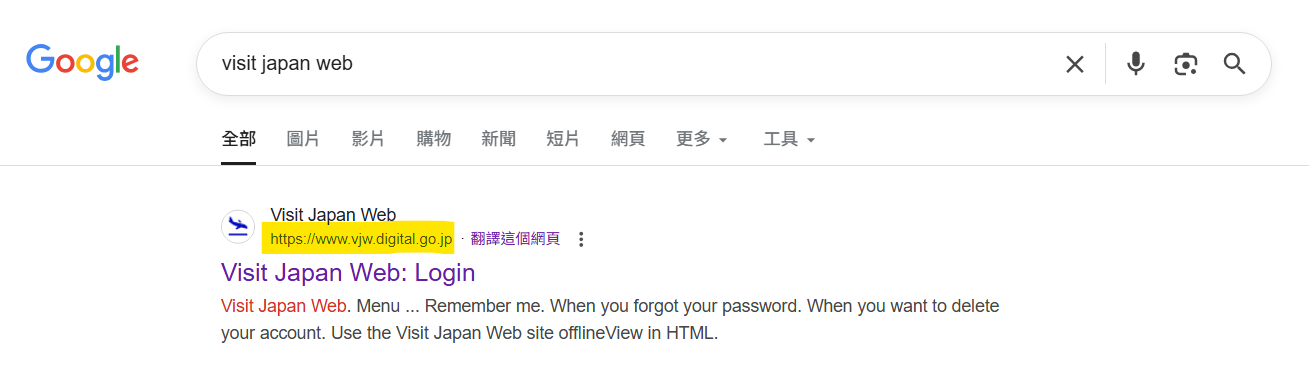 Google
visit japan web
全部 圖片 影片 購物 新聞 短片 網頁 更多 工具
Visit Japan Web
https://www.vjw.digital.go.jp · 翻譯這個網頁
Visit Japan Web: Login
Visit Japan Web. Menu ... Remember me. When you forgot your password. When you want to delete
your account. Use the Visit Japan Web site offlineView in HTML.